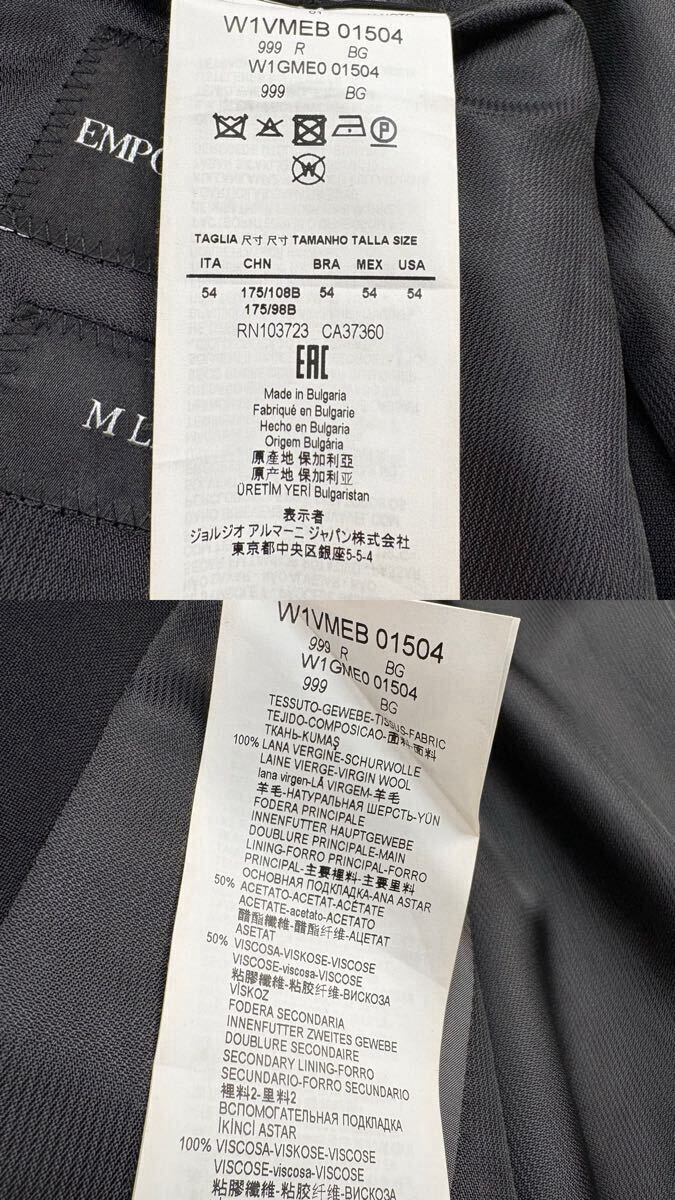 W1VMEB 01504
999 R BG
W1GME0 01504
999 BG
W
P
TAGLIA 尺寸 尺寸 TAMANHO TALLA SIZE
ITA CHN BRA MEX USA
54 175/108B 54 54 54
175/98B
RN103723 CA37360
EAC
Made in Bulgaria
Fabriqué en Bulgarie
Hecho en Bulgaria
Origem Bulgària
原產地 保加利亞
原产地 保加利亚
ÜRETİM YERİ Bulgaristan
表示者
ジョルジオ アルマーニ ジャパン株式会社
東京都中央区銀座5-5-4
W1VMEB 01504
999 R BG
W1GME0 01504
999 BG
TESSUTO-GEWEBE-TISSUS-FABRIC
TEJIDO-COMPOSICAO-面料-面料
ТКАНЬ-KUMAŞ
100% LANA VERGINE-SCHURWOLLE
LAINE VIERGE-VIRGIN WOOL
lana virgen-LÃ VIRGEM-羊毛
羊毛-НАТУРАЛЬНАЯ ШЕРСТЬ-YÜN
FODERA PRINCIPALE
INNENFUTTER HAUPTGEWEBE
DOUBLURE PRINCIPALE-MAIN
LINING-FORRO PRINCIPAL-FORRO
PRINCIPAL-主要裡料-主要里料
ОСНОВНАЯ ПОДКЛАДКА-ANA ASTAR
50% ACETATO-ACETAT-ACÉTATE
ACETATE-acetato-ACETATO
醋酯纖維-醋酯纤维-АЦЕТАТ
ASETAT
50% VISCOSA-VISKOSE-VISCOSE
VISCOSE-viscosa-VISCOSE
粘膠纖維-粘胶纤维-ВИСКОЗА
VİSKOZ
FODERA SECONDARIA
INNENFUTTER ZWEITES GEWEBE
DOUBLURE SECONDAIRE
SECONDARY LINING-FORRO
SECUNDARIO-FORRO SECUNDARIO
裡料2-里料2
ВСПОМОГАТЕЛЬНАЯ ПОДКЛАДКА
İKİNCİ ASTAR
100% VISCOSA-VISKOSE-VISCOSE
VISCOSE-viscosa-VISCOSE
粘膠纖維-粘胶纤维-ВИСКОЗА